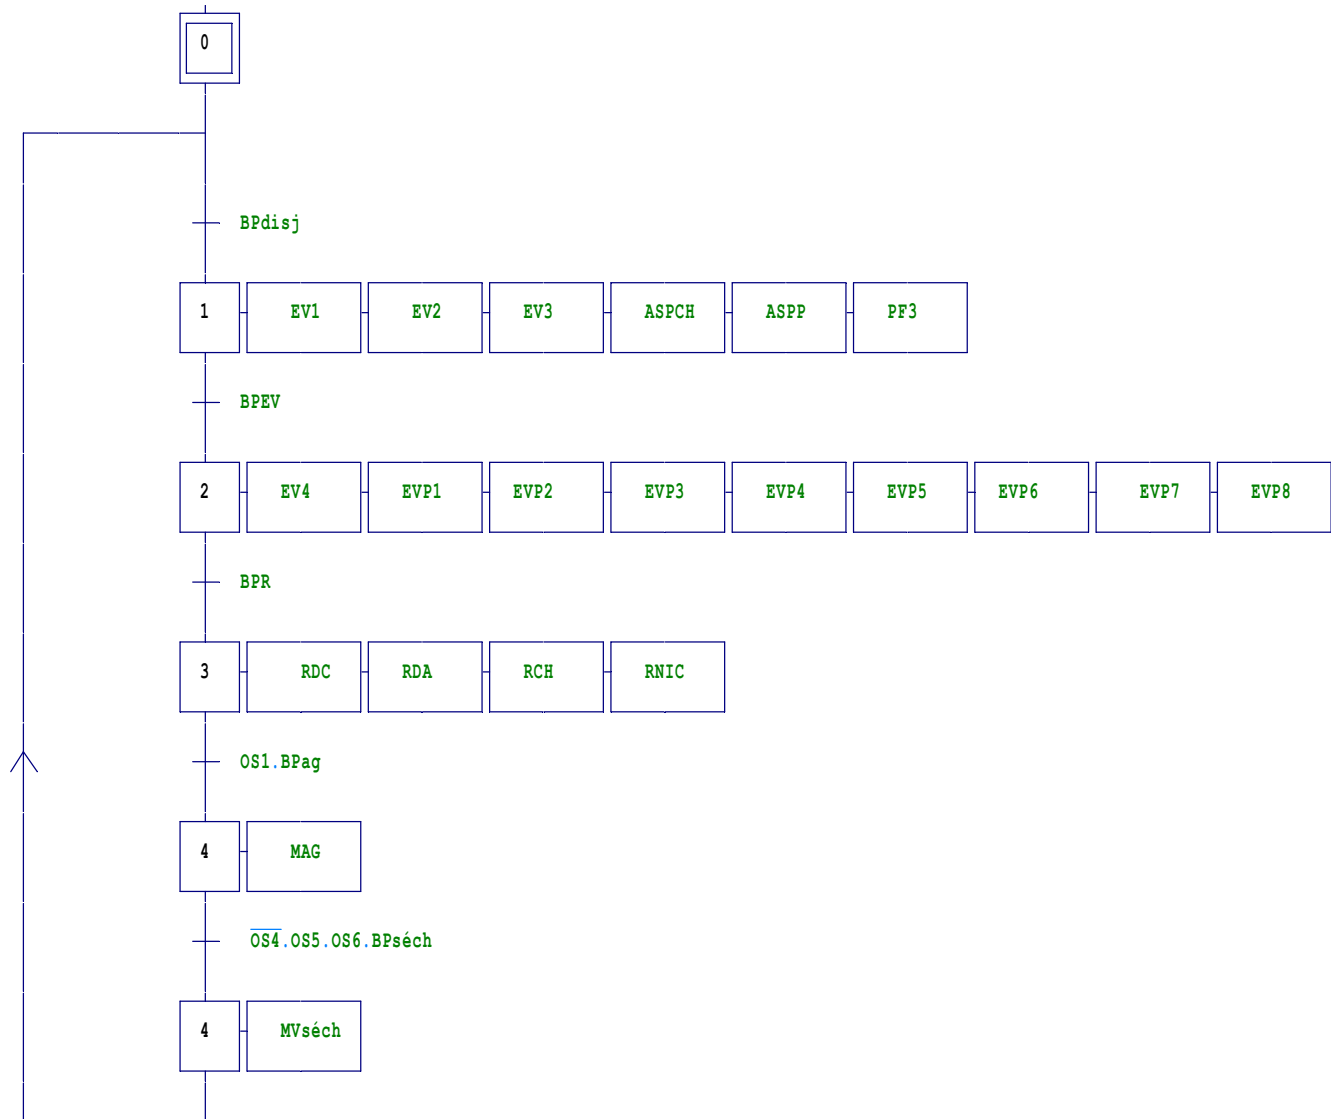 0
BPdisj
1 EV1 EV2 EV3 ASPCH ASPP PF3
BPEV
2 EV4 EVP1 EVP2 EVP3 EVP4 EVP5 EVP6 EVP7 EVP8
BPR
3 RDC RDA RCH RNIC
OS1.BPag
4 MAG
O̅S̅4̅.OS5.OS6.BPséch
4 MVséch